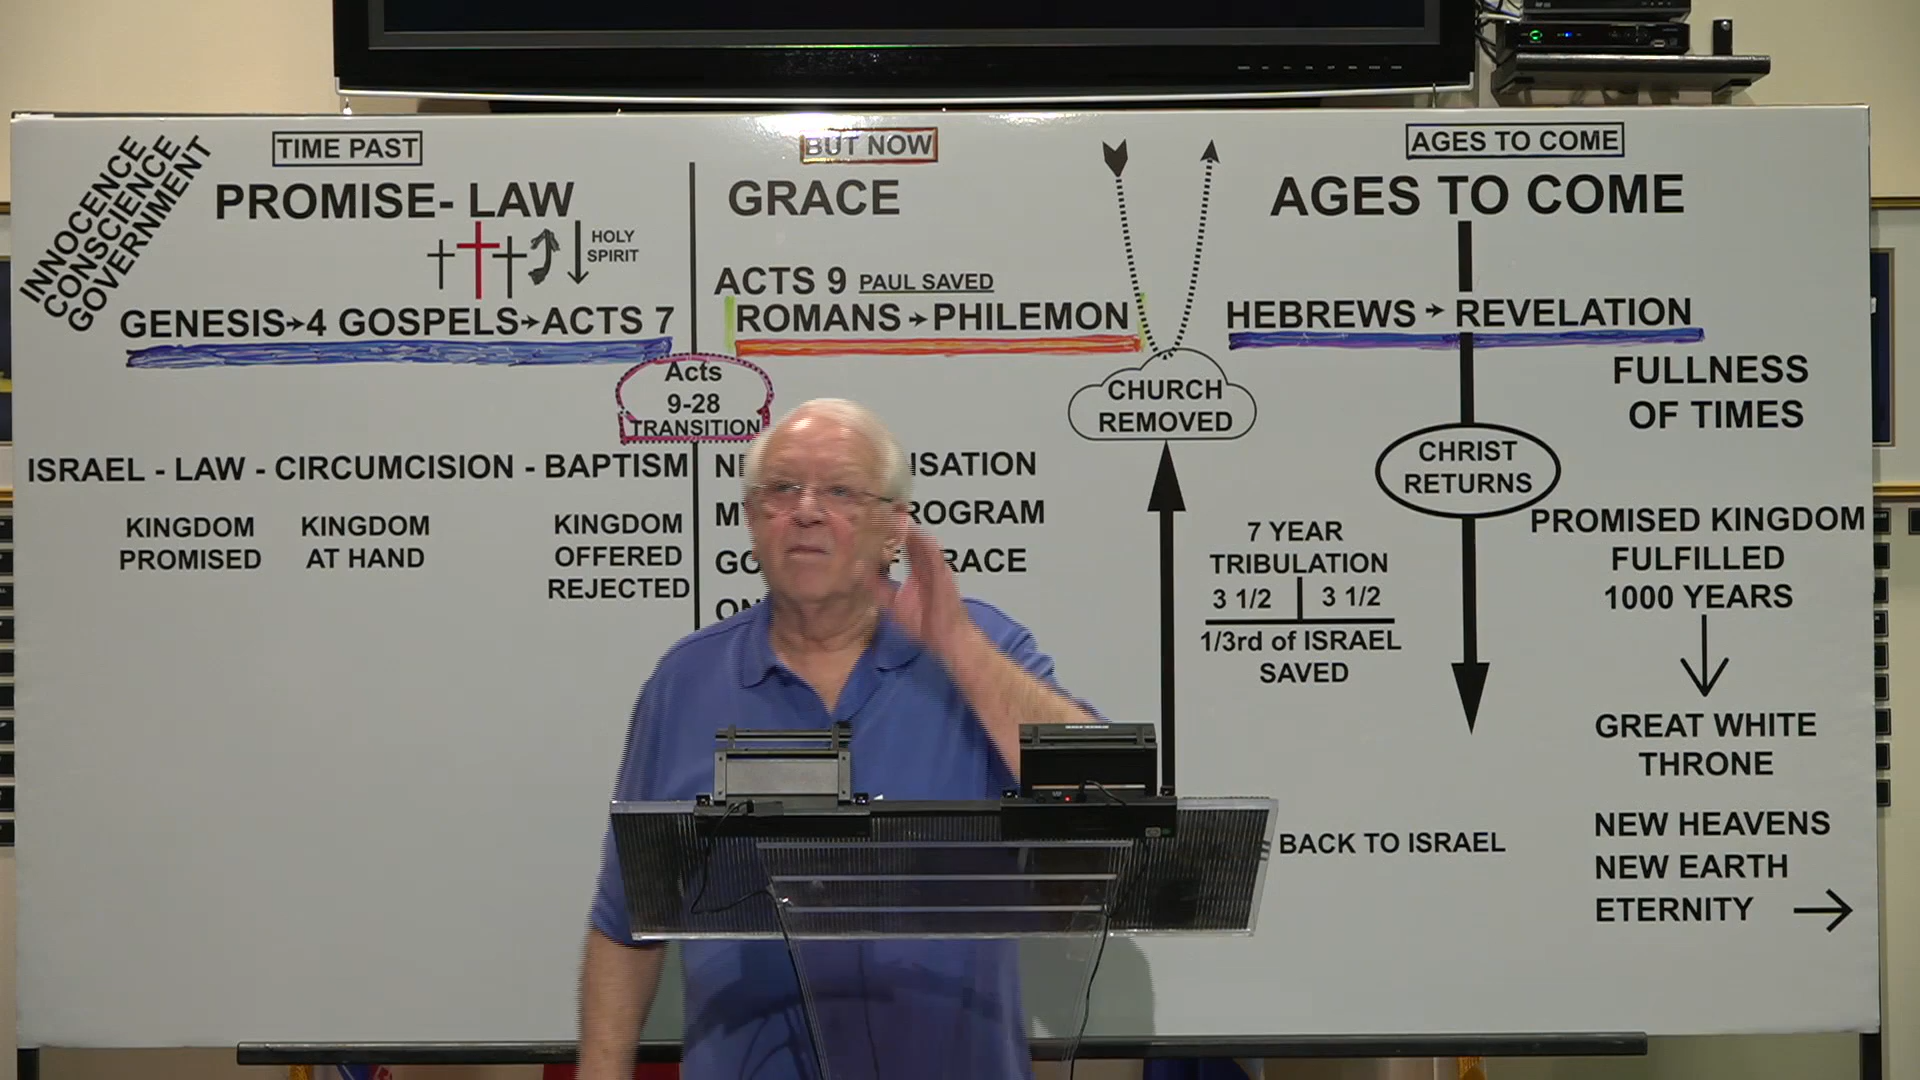 INNOCENCE
CONSCIENCE
GOVERNMENT
TIME PAST
PROMISE- LAW
HOLY
SPIRIT
GENESIS→4 GOSPELS→ACTS 7
Acts
9-28
TRANSITION
ISRAEL - LAW - CIRCUMCISION - BAPTISM
KINGDOM
PROMISED
KINGDOM
AT HAND
KINGDOM
OFFERED
REJECTED
BUT NOW
GRACE
ACTS 9 PAUL SAVED
ROMANS→PHILEMON
CHURCH
REMOVED
AGES TO COME
AGES TO COME
HEBREWS→REVELATION
FULLNESS
OF TIMES
CHRIST
RETURNS
7 YEAR
TRIBULATION
3 1/2 3 1/2
1/3rd of ISRAEL
SAVED
PROMISED KINGDOM
FULFILLED
1000 YEARS
GREAT WHITE
THRONE
BACK TO ISRAEL
NEW HEAVENS
NEW EARTH
ETERNITY →